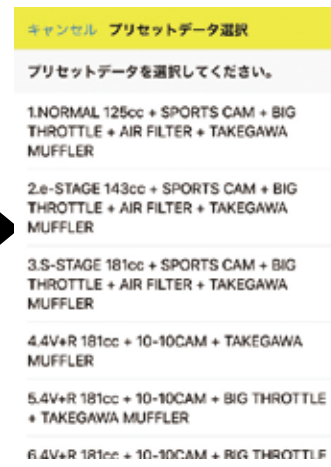 キャンセル プリセットデータ選択
プリセットデータを選択してください。
1.NORMAL 125cc + SPORTS CAM + BIG
THROTTLE + AIR FILTER + TAKEGAWA
MUFFLER
2.e-STAGE 143cc + SPORTS CAM + BIG
THROTTLE + AIR FILTER + TAKEGAWA
MUFFLER
3.S-STAGE 181cc + SPORTS CAM + BIG
THROTTLE + AIR FILTER + TAKEGAWA
MUFFLER
4.4V+R 181cc + 10-10CAM + TAKEGAWA
MUFFLER
5.4V+R 181cc + 10-10CAM + BIG THROTTLE
+ TAKEGAWA MUFFLER
6.4V+R 181cc + 10-10CAM + BIG THROTTLE